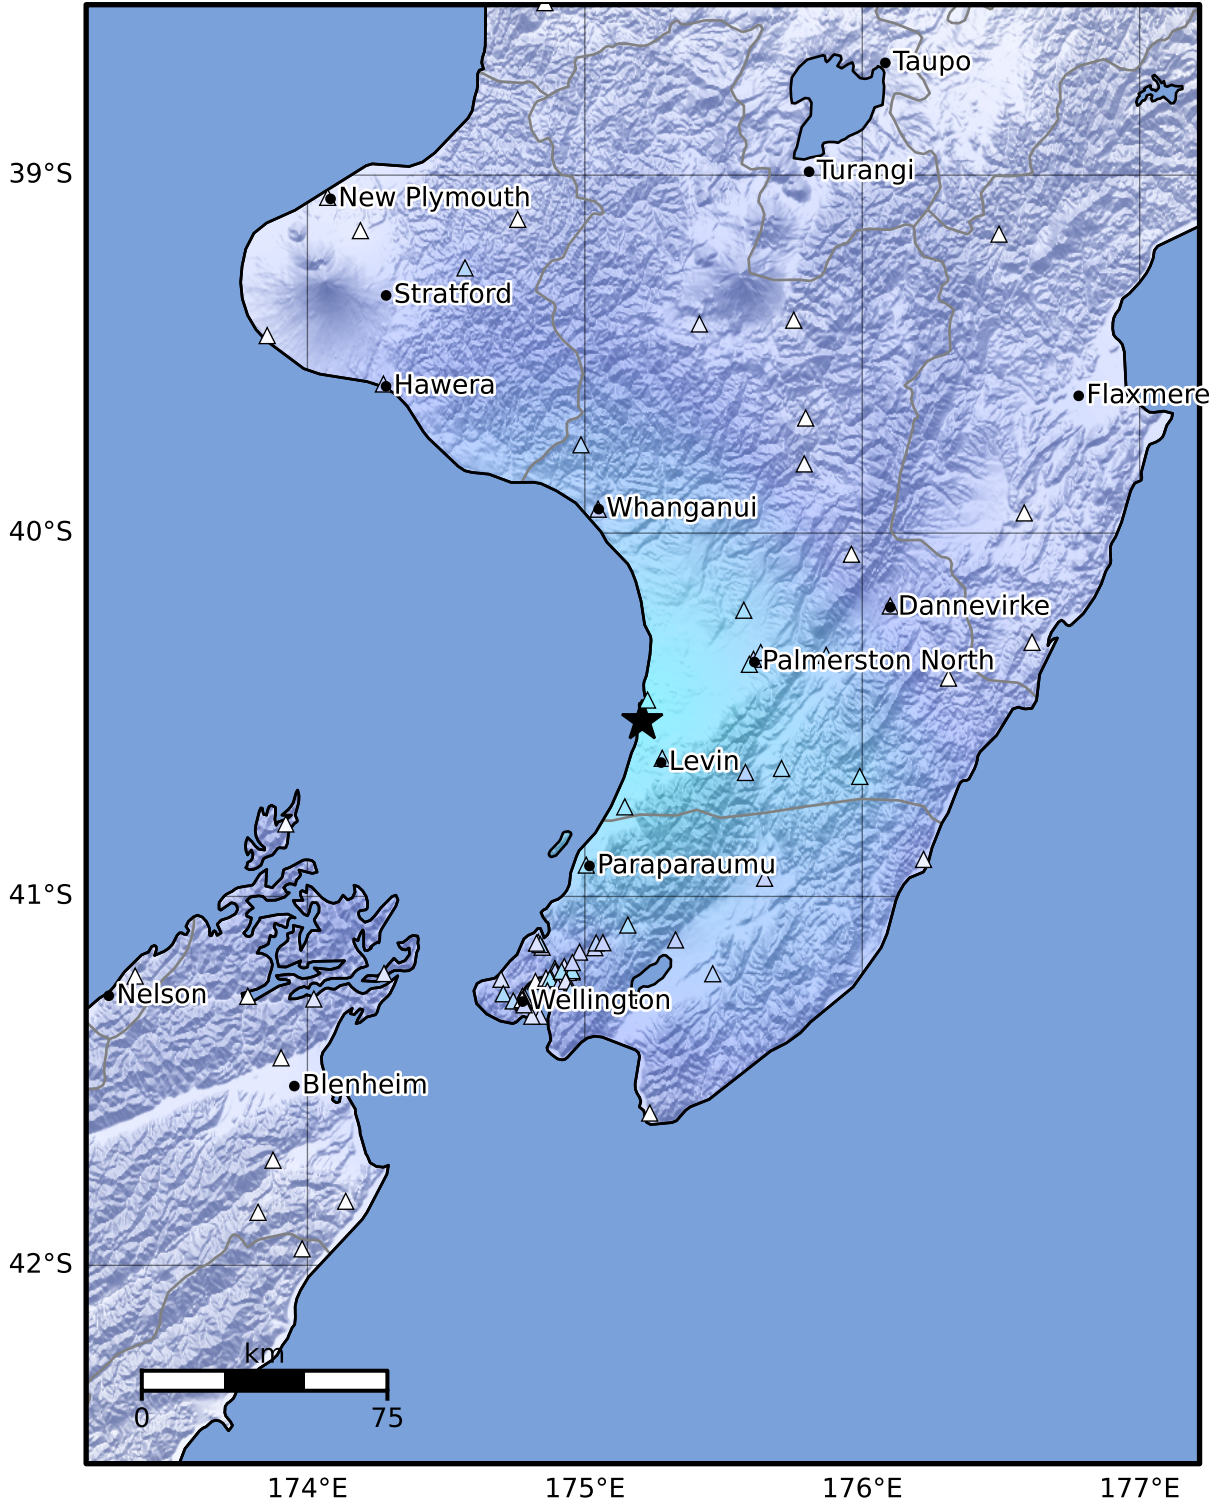 Taupo
39°S
Turangi
New Plymouth
Stratford
Hawera
Flaxmere
Whanganui
40°S
Dannevirke
Palmerston North
Levin
Paraparaumu
41°S
Nelson
Wellington
Blenheim
42°S
km
0 75
174°E 175°E 176°E 177°E